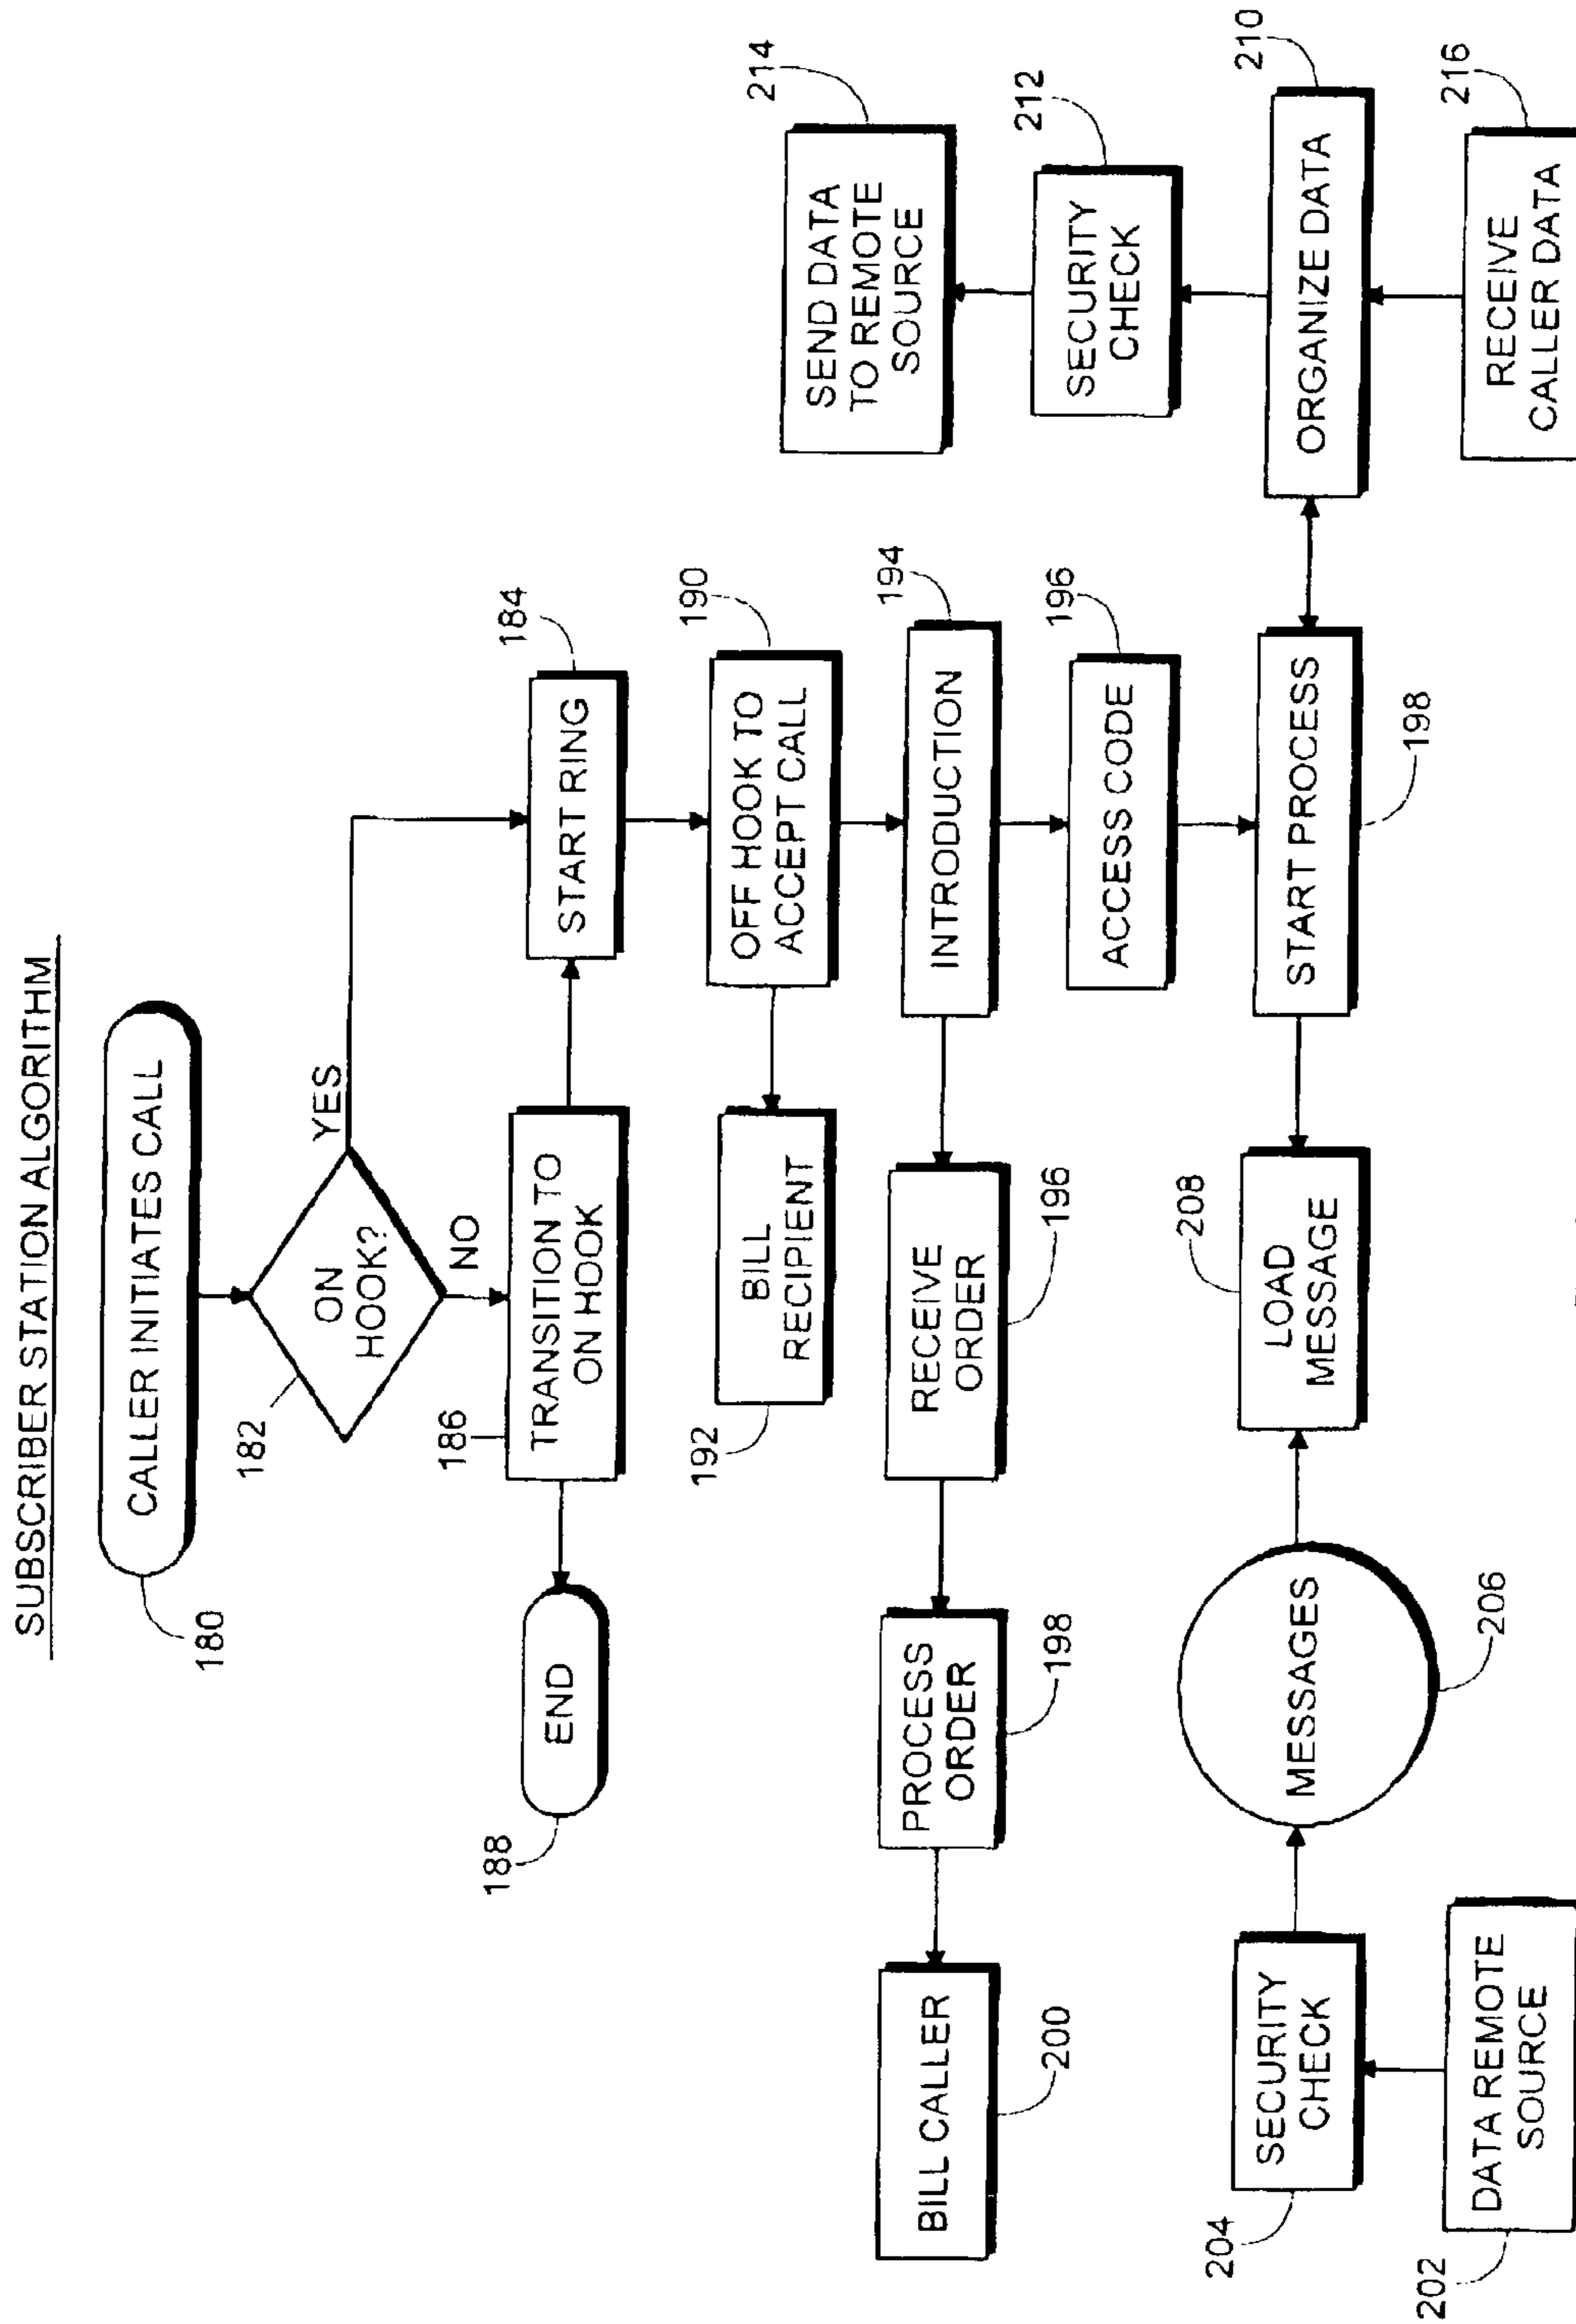 SUBSCRIBER STATION ALGORITHM
CALLER INITIATES CALL
180
ON
HOOK?
182
YES
NO
TRANSITION TO
ON HOOK
186
END
188
START RING
184
OFF HOOK TO
ACCEPT CALL
190
BILL
RECIPIENT
192
INTRODUCTION
194
RECEIVE
ORDER
196
PROCESS
ORDER
198
BILL CALLER
200
ACCESS CODE
196
START PROCESS
198
LOAD
MESSAGE
208
MESSAGES
206
SECURITY
CHECK
204
DATA REMOTE
SOURCE
202
SEND DATA
TO REMOTE
SOURCE
214
SECURITY
CHECK
212
ORGANIZE DATA
210
RECEIVE
CALLER DATA
216